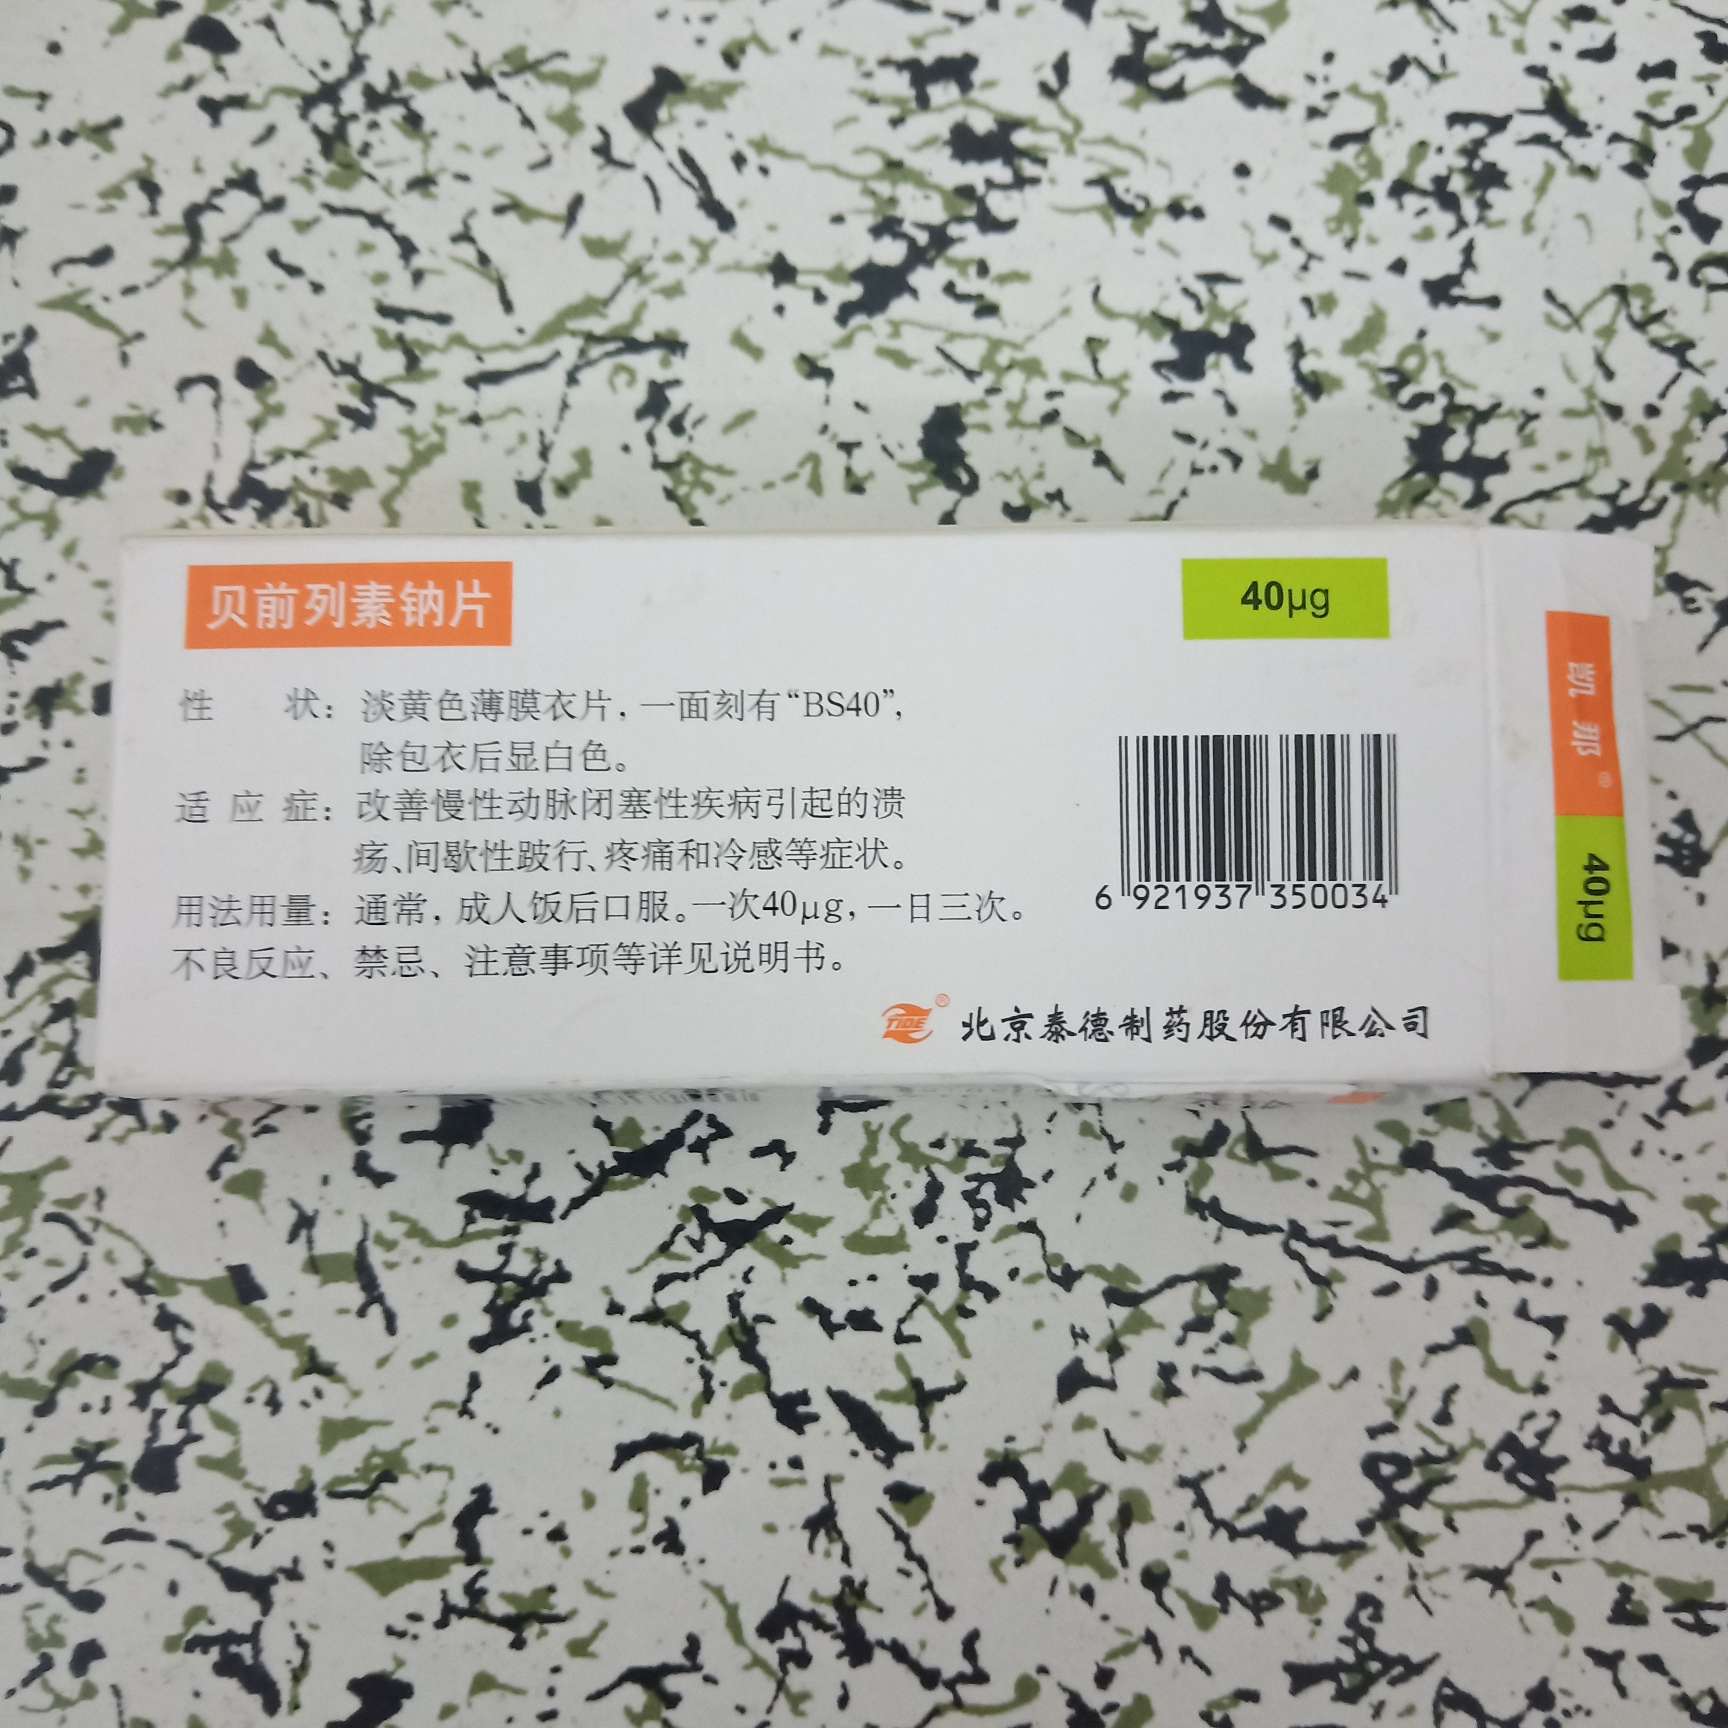 贝前列素钠片
40µg
性 状：淡黄色薄膜衣片，一面刻有“BS40”，
除包衣后显白色。
适 应 症：改善慢性动脉闭塞性疾病引起的溃
疡、间歇性跛行、疼痛和冷感等症状。
用法用量：通常，成人饭后口服。一次40µg，一日三次。
不良反应、禁忌、注意事项等详见说明书。
6 921937 350034
TIDE® 北京泰德制药股份有限公司
凯那®
40µg